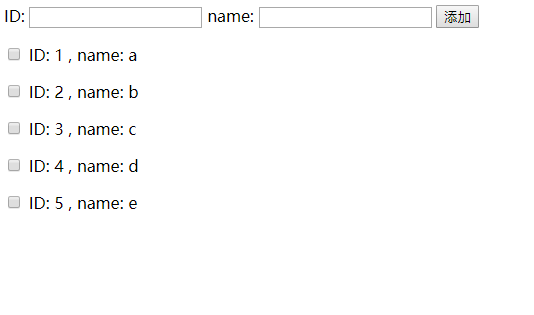 ID: name: 添加
ID: 1 , name: a
ID: 2 , name: b
ID: 3 , name: c
ID: 4 , name: d
ID: 5 , name: e